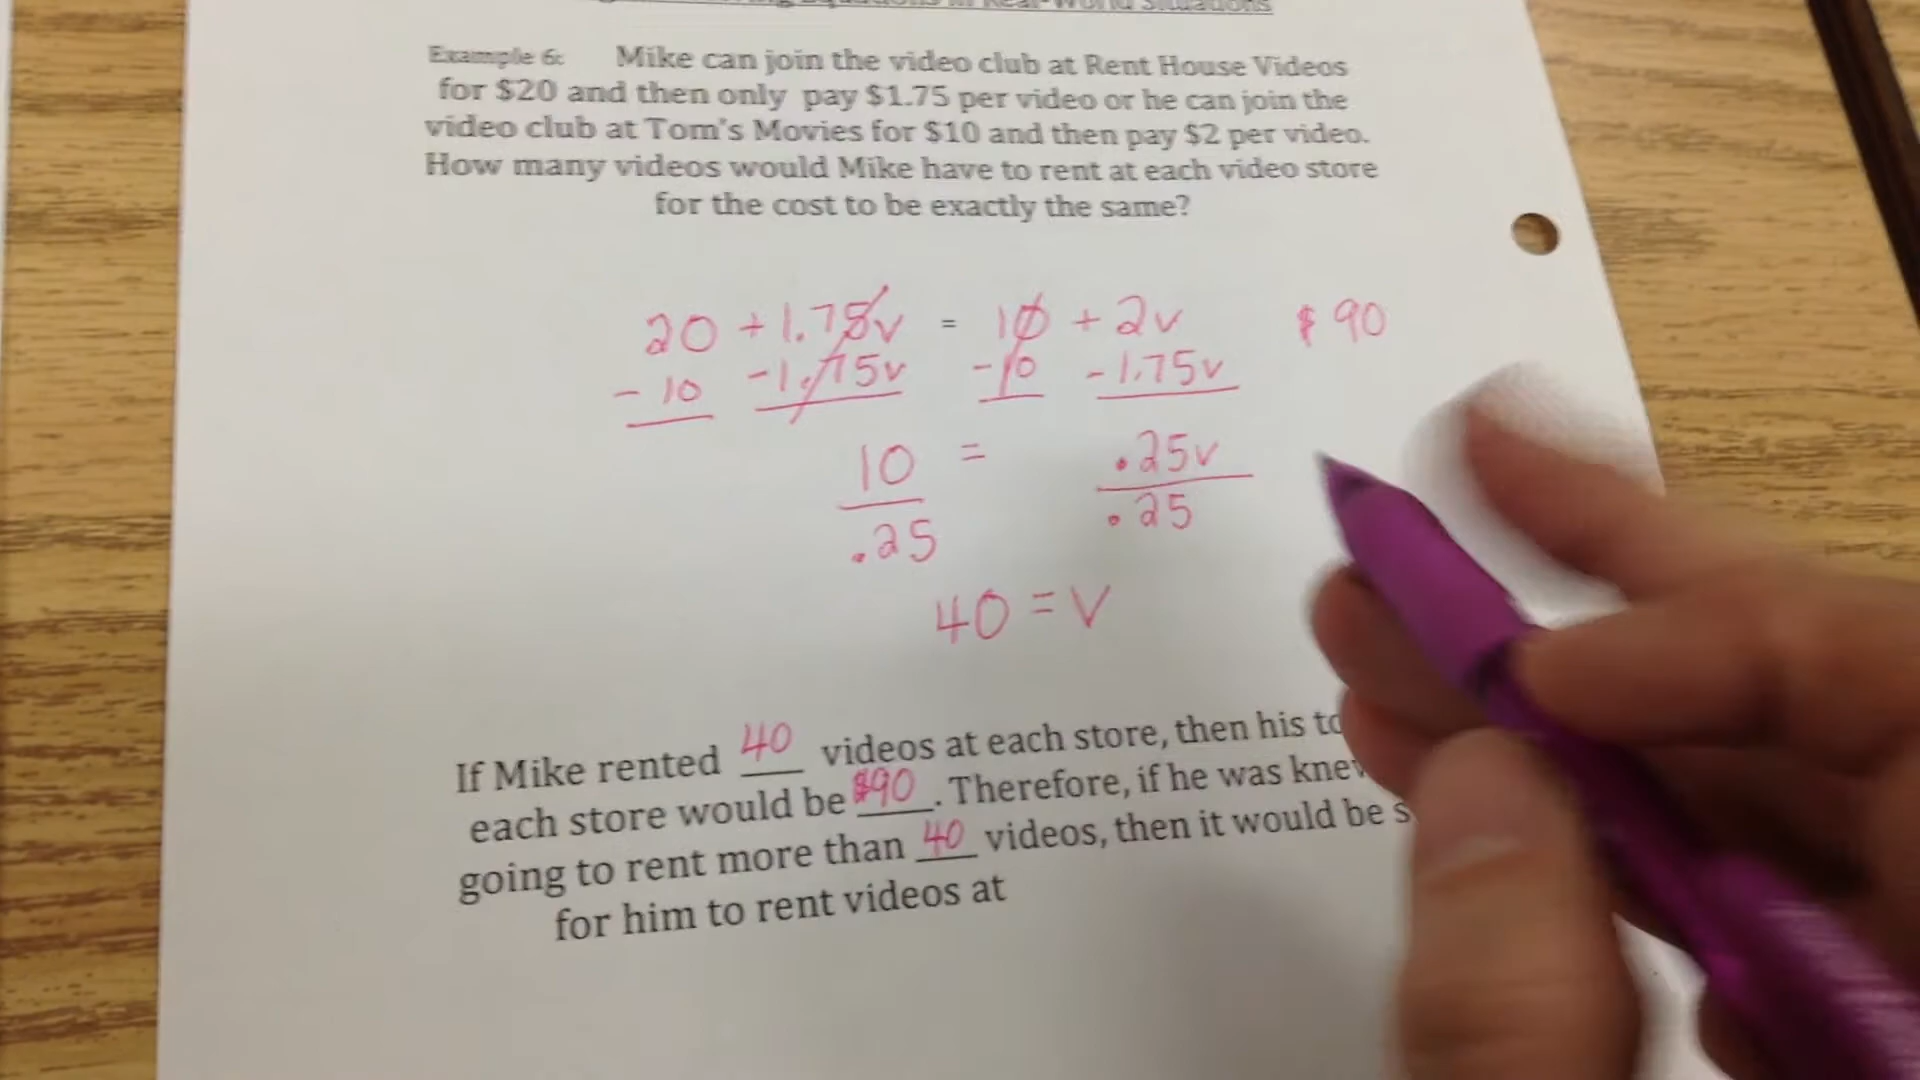 Equations in Real-World Situations
Example 6: Mike can join the video club at Rent House Videos
for $20 and then only pay $1.75 per video or he can join the
video club at Tom's Movies for $10 and then pay $2 per video.
How many videos would Mike have to rent at each video store
for the cost to be exactly the same?
20 + 1.75v = 10 + 2v $90
- 10 - 1.75v - 10 - 1.75v
10 = .25v
.25 .25
40 = v
If Mike rented 40 videos at each store, then his
each store would be $90. Therefore, if he was
going to rent more than 40 videos, then it would be
for him to rent videos at